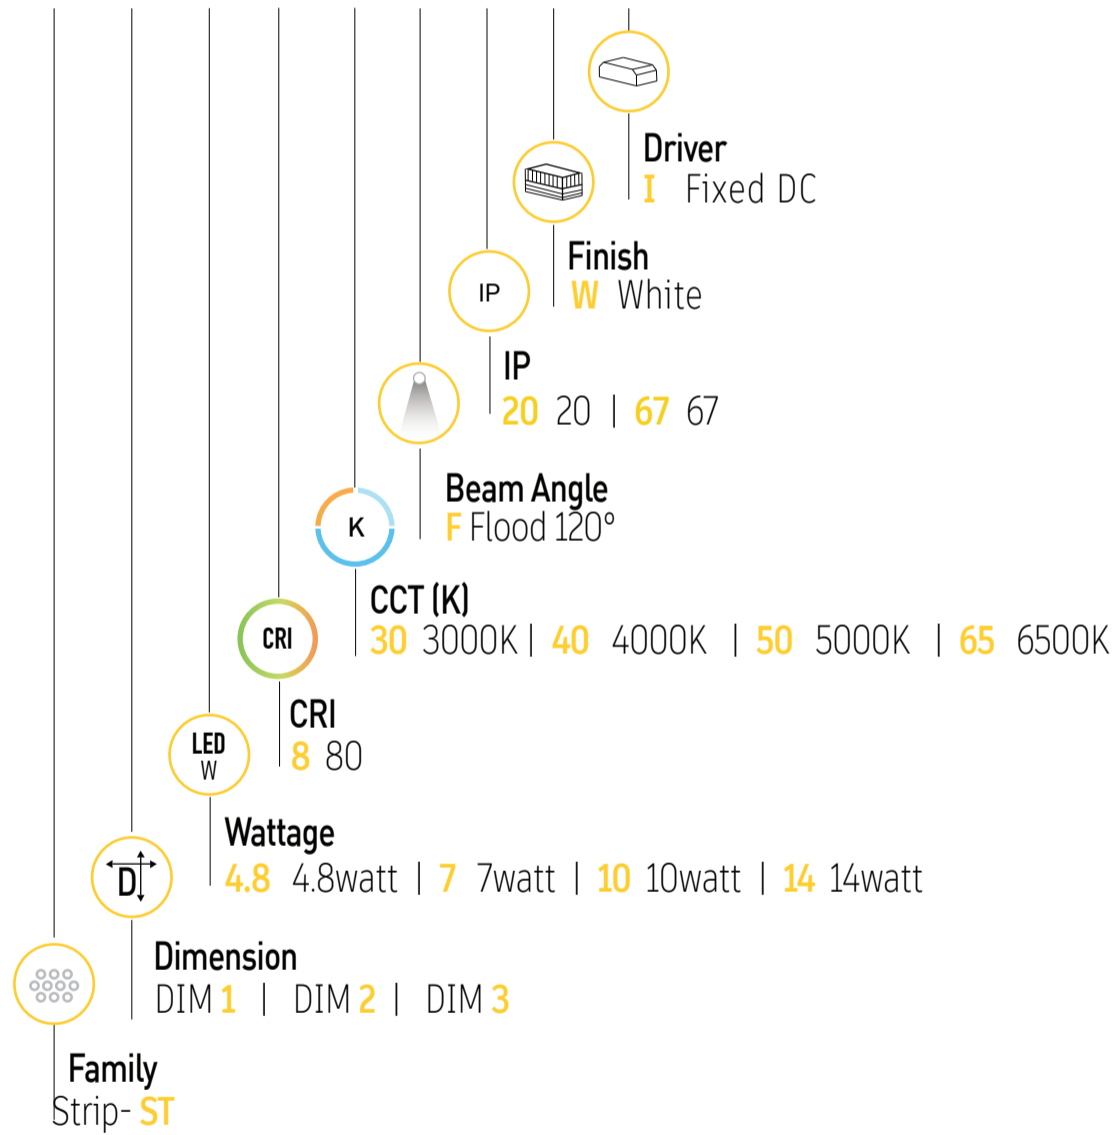 Driver
I Fixed DC
Finish
W White
IP
IP
20 20 | 67 67
Beam Angle
F Flood 120°
K
CCT (K)
30 3000K | 40 4000K | 50 5000K | 65 6500K
CRI
CRI
8 80
LED
W
Wattage
4.8 4.8watt | 7 7watt | 10 10watt | 14 14watt
D
Dimension
DIM 1 | DIM 2 | DIM 3
Family
Strip- ST